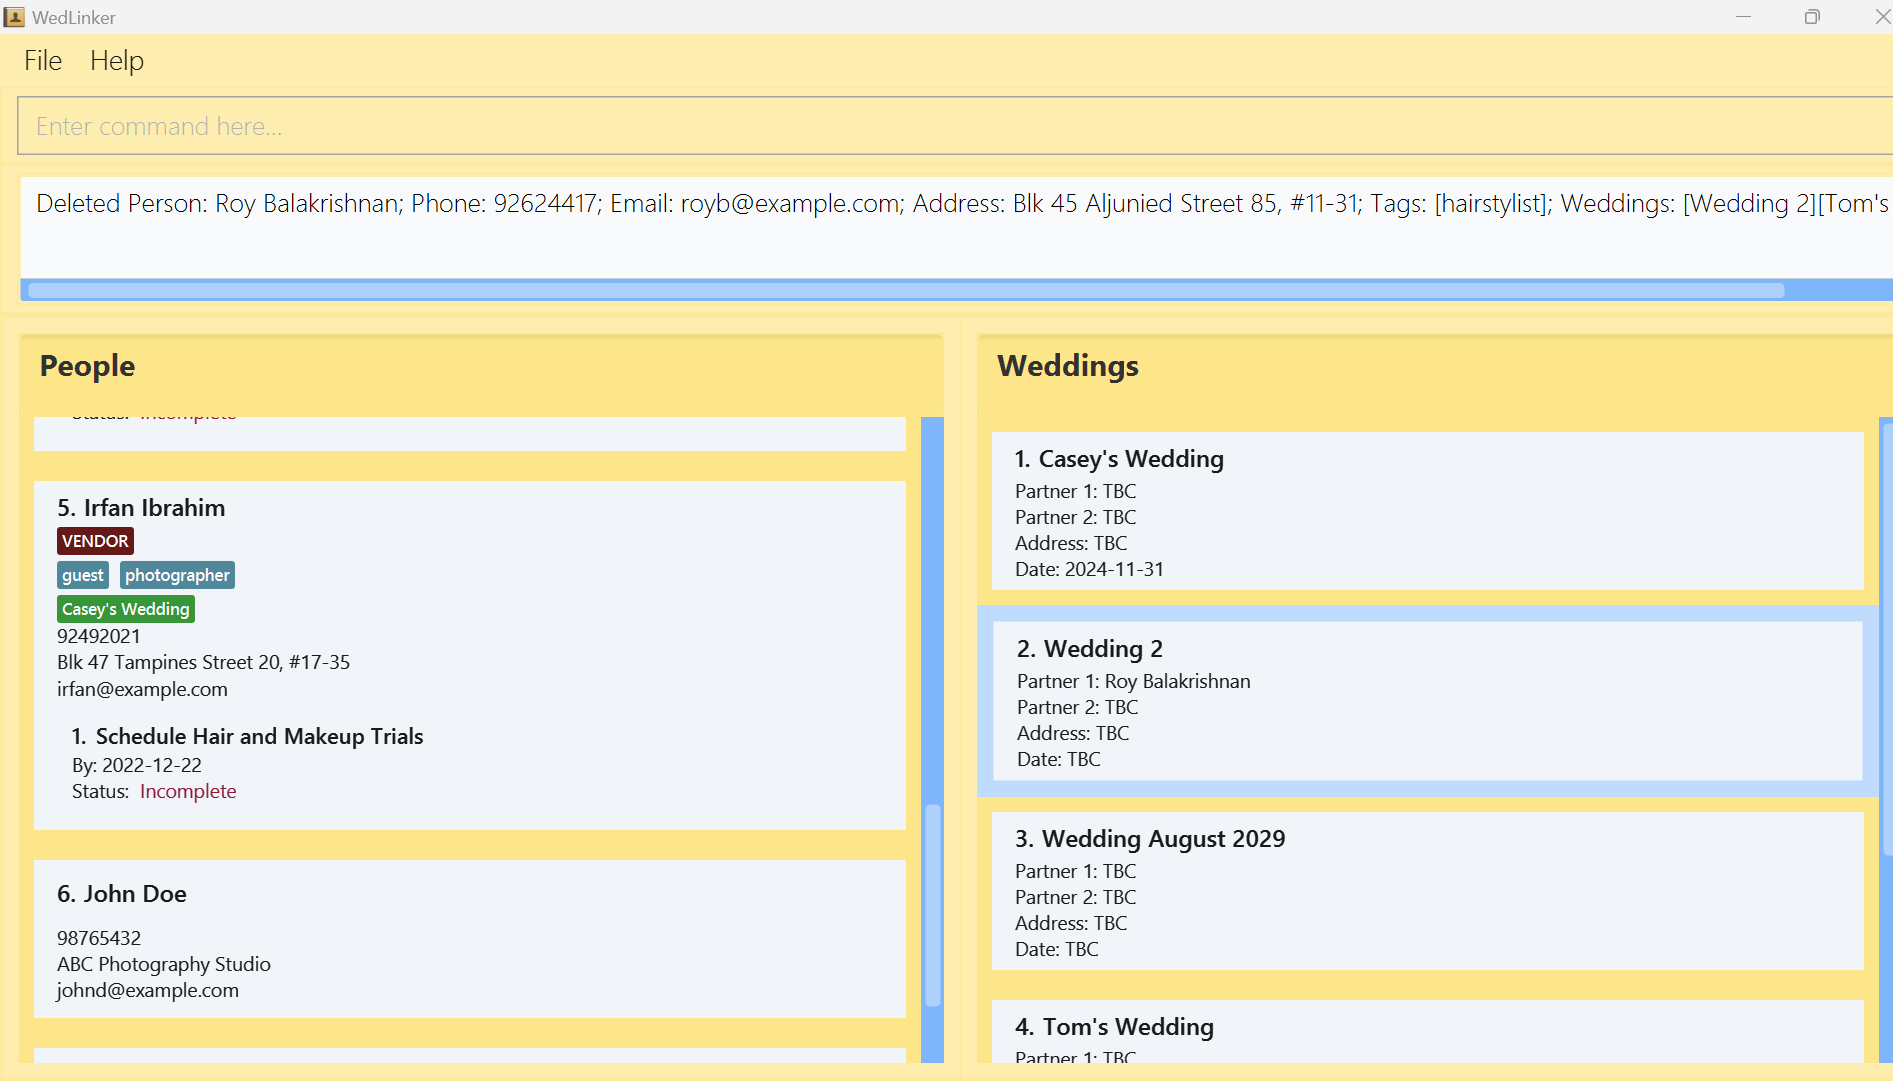 WedLinker
File Help
Enter command here...
Deleted Person: Roy Balakrishnan; Phone: 92624417; Email: royb@example.com; Address: Blk 45 Aljunied Street 85, #11-31; Tags: [hairstylist]; Weddings: [Wedding 2][Tom's
People
Status: Incomplete
5. Irfan Ibrahim
VENDOR
guest photographer
Casey's Wedding
92492021
Blk 47 Tampines Street 20, #17-35
irfan@example.com
1. Schedule Hair and Makeup Trials
By: 2022-12-22
Status: Incomplete
6. John Doe
98765432
ABC Photography Studio
johnd@example.com
Weddings
1. Casey's Wedding
Partner 1: TBC
Partner 2: TBC
Address: TBC
Date: 2024-11-31
2. Wedding 2
Partner 1: Roy Balakrishnan
Partner 2: TBC
Address: TBC
Date: TBC
3. Wedding August 2029
Partner 1: TBC
Partner 2: TBC
Address: TBC
Date: TBC
4. Tom's Wedding
Partner 1: TBC